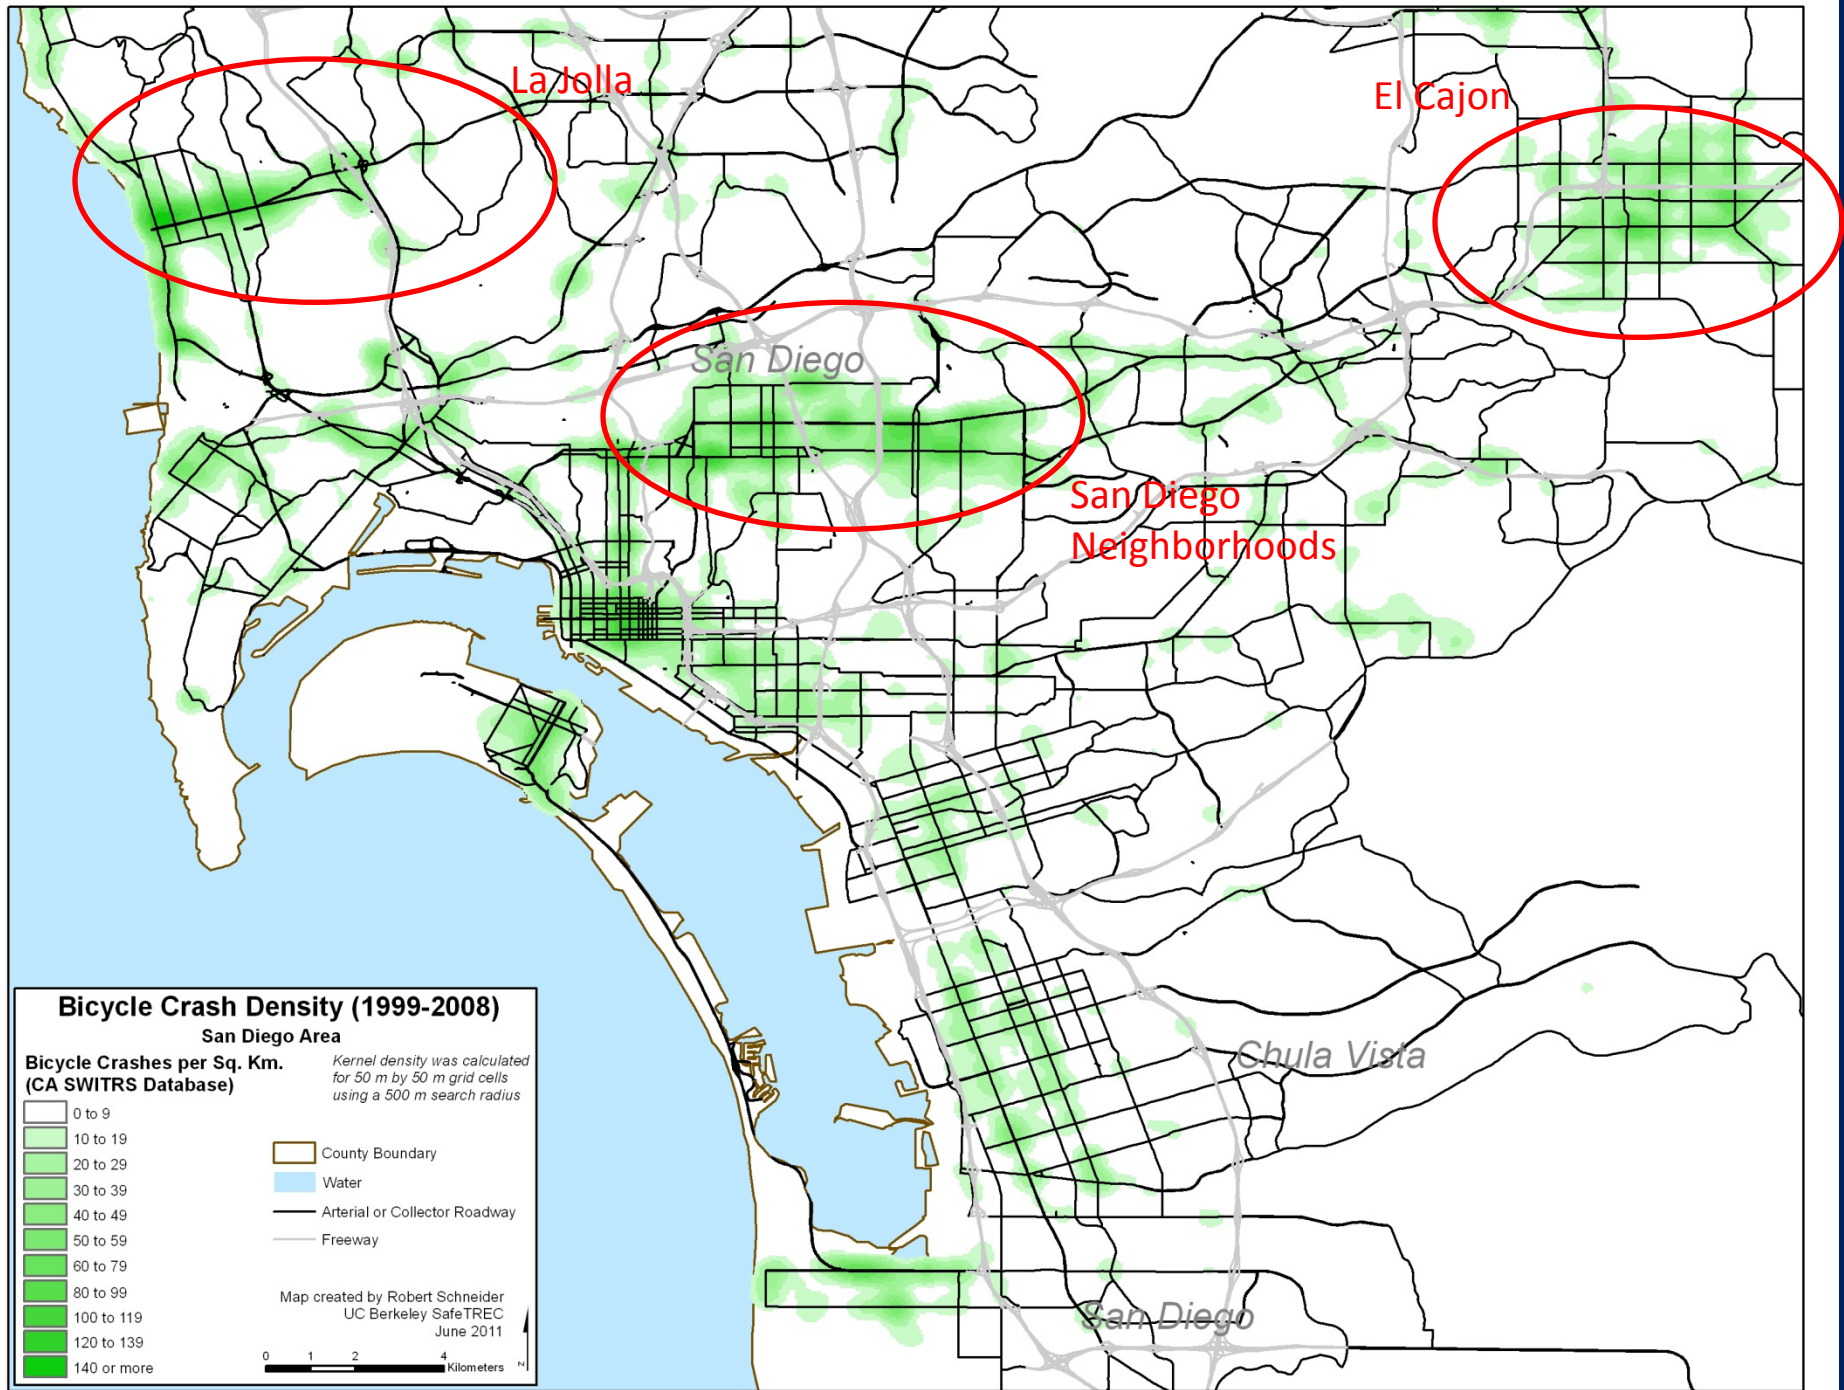 La Jolla
El Cajon
San Diego
San Diego
Neighborhoods
Chula Vista
San Diego
Bicycle Crash Density (1999-2008)
San Diego Area
Bicycle Crashes per Sq. Km.
(CA SWITRS Database)
Kernel density was calculated
for 50 m by 50 m grid cells
using a 500 m search radius
0 to 9
10 to 19
20 to 29
30 to 39
40 to 49
50 to 59
60 to 79
80 to 99
100 to 119
120 to 139
140 or more
County Boundary
Water
Arterial or Collector Roadway
Freeway
Map created by Robert Schneider
UC Berkeley SafeTREC
June 2011
0 1 2 4
Kilometers
N